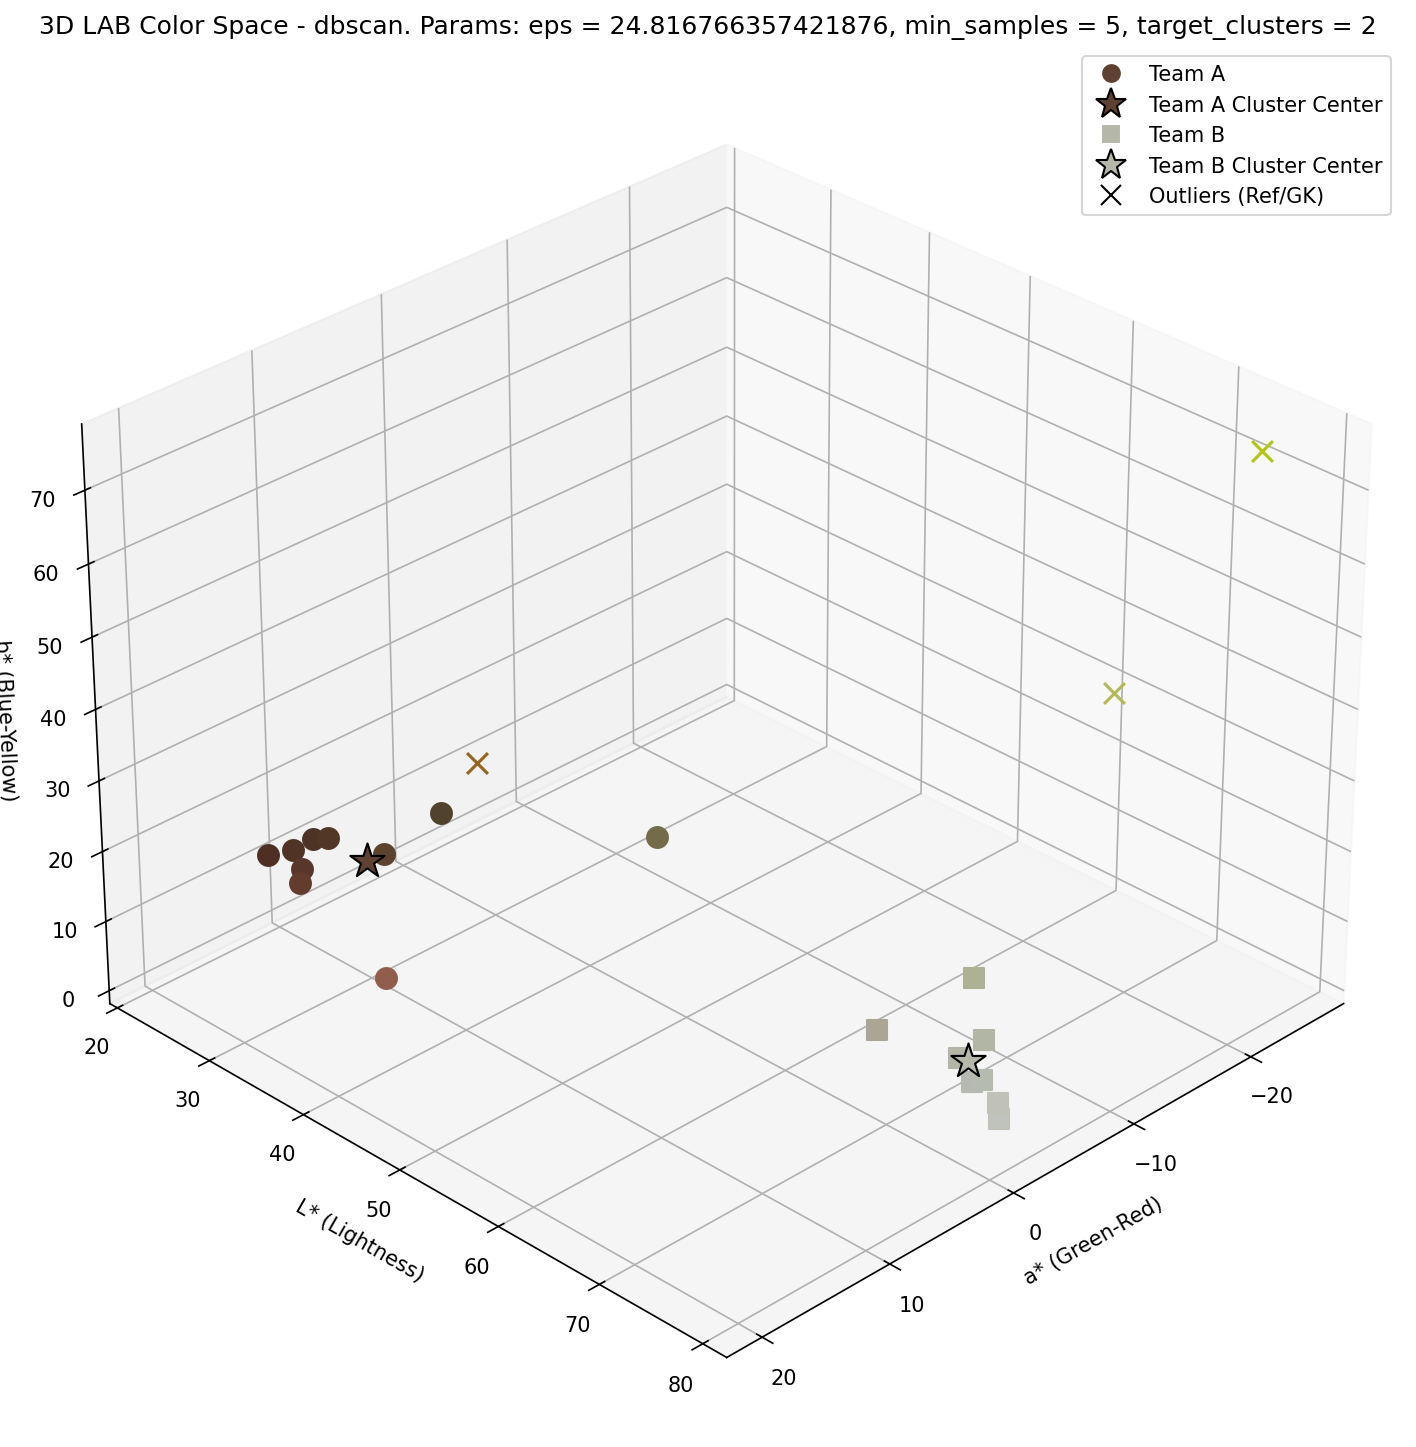 3D LAB Color Space - dbscan. Params: eps = 24.816766357421876, min_samples = 5, target_clusters = 2
Team A
Team A Cluster Center
Team B
Team B Cluster Center
Outliers (Ref/GK)
70
60
50
40
30
20
10
0
b* (Blue-Yellow)
20
30
40
50
60
70
80
L* (Lightness)
−20
−10
0
10
20
a* (Green-Red)